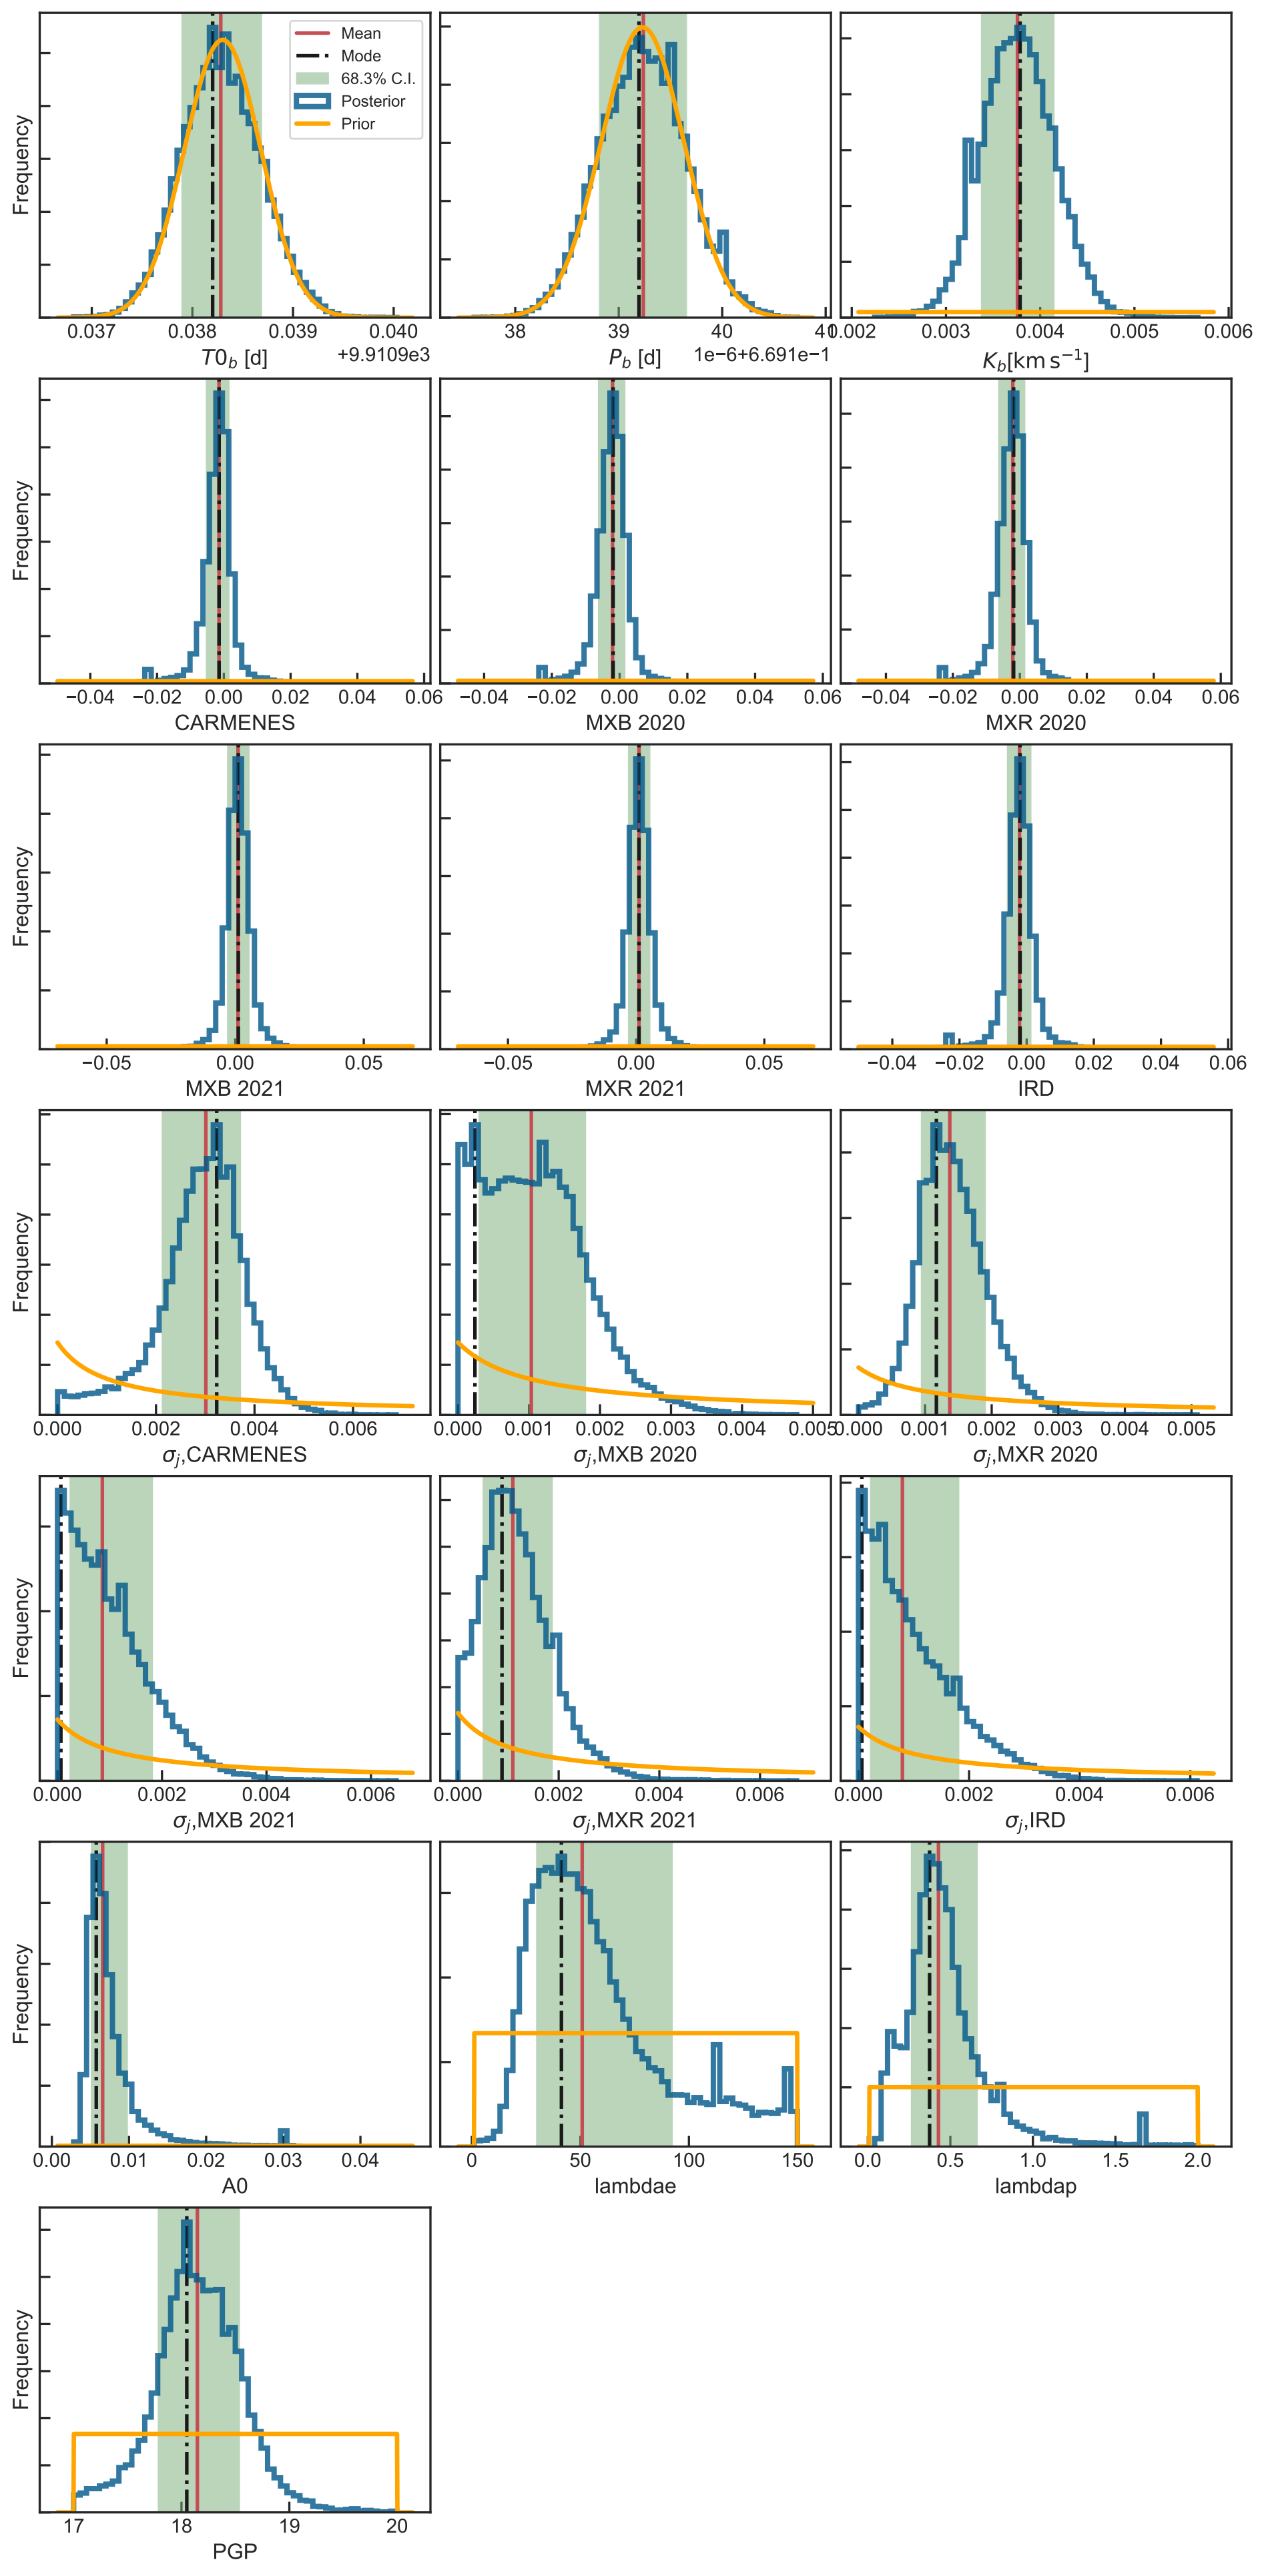 Mean
Mode
68.3% C.I.
Posterior
Prior
Frequency
0.037 0.038 0.039 0.040
+9.9109e3
T0_b [d]
38 39 40 41
1e−6+6.691e−1
P_b [d]
0.002 0.003 0.004 0.005 0.006
K_b[km s⁻¹]
Frequency
−0.04 −0.02 0.00 0.02 0.04 0.06
CARMENES
−0.04 −0.02 0.00 0.02 0.04 0.06
MXB 2020
−0.04 −0.02 0.00 0.02 0.04 0.06
MXR 2020
Frequency
−0.05 0.00 0.05
MXB 2021
−0.05 0.00 0.05
MXR 2021
−0.04 −0.02 0.00 0.02 0.04 0.06
IRD
Frequency
0.000 0.002 0.004 0.006
σ_j,CARMENES
0.000 0.001 0.002 0.003 0.004 0.005
σ_j,MXB 2020
0.000 0.001 0.002 0.003 0.004 0.005
σ_j,MXR 2020
Frequency
0.000 0.002 0.004 0.006
σ_j,MXB 2021
0.000 0.002 0.004 0.006
σ_j,MXR 2021
0.000 0.002 0.004 0.006
σ_j,IRD
Frequency
0.00 0.01 0.02 0.03 0.04
A0
0 50 100 150
lambdae
0.0 0.5 1.0 1.5 2.0
lambdap
Frequency
17 18 19 20
PGP